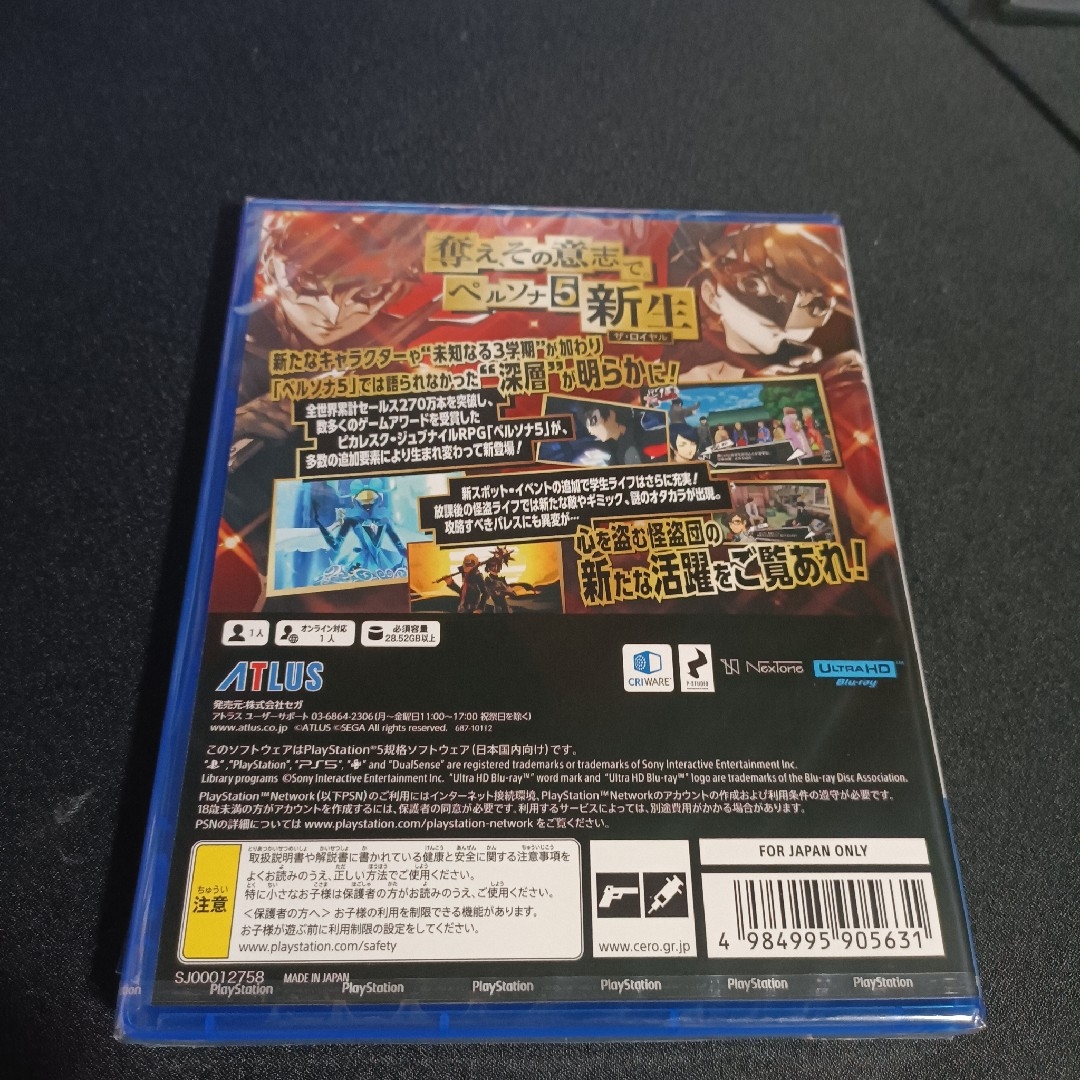 奪え、その意志で
ペルソナ5 新生
ザ・ロイヤル
新たなキャラクターや“未知なる3学期”が加わり
「ペルソナ5」では語られなかった“深層”が明らかに!
全世界累計セールス270万本を突破し、
数多くのゲームアワードを受賞した
ピカレスク・ジュブナイルRPG「ペルソナ5」が、
多数の追加要素により生まれ変わって新登場!
新スポット・イベントの追加で学生ライフはさらに充実!
放課後の怪盗ライフでは新たな敵やギミック、謎のオタカラが出現。
攻略すべきパレスにも異変が…
心を盗む怪盗団の
新たな活躍をご覧あれ!
1人
オンライン対応
1人
必須容量
28.52GB以上
ATLUS
CRIWARE
P-STUDIO
NexTone
ULTRA HD
Blu-ray
発売元:株式会社セガ
アトラス ユーザーサポート 03-6864-2306(月~金曜日11:00~17:00 祝祭日を除く)
www.atlus.co.jp ©ATLUS ©SEGA All rights reserved. 687-10112
このソフトウェアはPlayStation®5規格ソフトウェア(日本国内向け)です。
"PlayStation", "PS5", and "DualSense" are registered trademarks or trademarks of Sony Interactive Entertainment Inc.
Library programs ©Sony Interactive Entertainment Inc. "Ultra HD Blu-ray™" word mark and "Ultra HD Blu-ray™" logo are trademarks of the Blu-ray Disc Association.
PlayStation™Network(以下PSN)のご利用にはインターネット接続環境、PlayStation™Networkのアカウントの作成および利用条件の遵守が必要です。
18歳未満の方がアカウントを作成するには、保護者の同意が必要です。利用するサービスによっては、別途費用がかかる場合があります。
PSNの詳細については www.playstation.com/playstation-network をご覧ください。
ちゅうい
注意
取扱説明書や解説書に書かれている健康と安全に関する注意事項を
よくお読みのうえ、正しい方法でご使用ください。
特に小さなお子様は保護者の方がお読みのうえ、ご使用ください。
<保護者の方へ> お子様の利用を制限できる機能があります。
お子様が遊ぶ前に利用制限の設定をしてください。
www.playstation.com/safety
www.cero.gr.jp
FOR JAPAN ONLY
4 984995 905631
SJ00012758 MADE IN JAPAN
PlayStation PlayStation PlayStation PlayStation PlayStation PlayStation